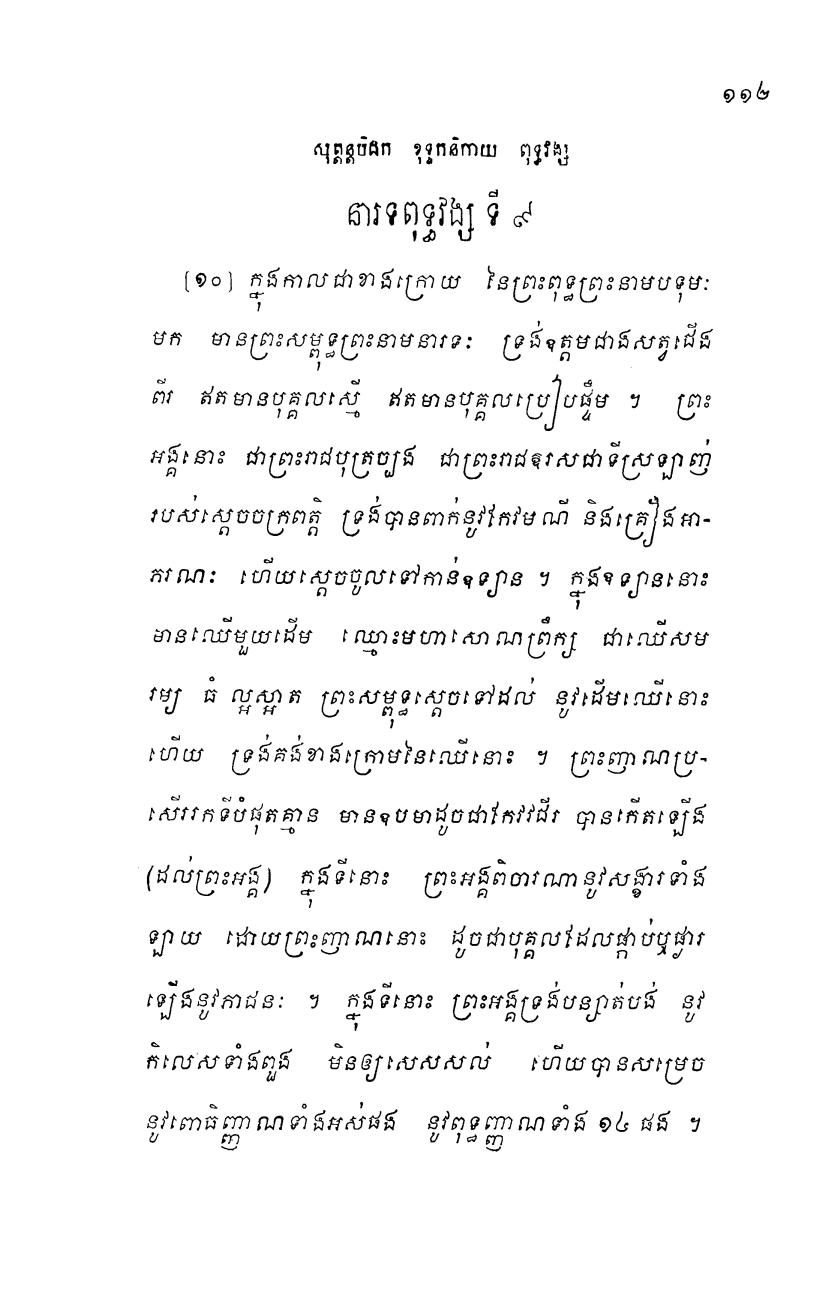 ១១២
សុត្តន្តបិដក ខុទ្ទកនិកាយ ពុទ្ធវង្ស
នារទពុទ្ធវង្ស ទី ៩
[១០] ក្នុងកាលជាខាងក្រោយ នៃព្រះពុទ្ធព្រះនាមបទុមៈ
មក មានព្រះសម្ពុទ្ធព្រះនាមនារទៈ ទ្រង់ឧត្តមជាងសត្វជើង
ពីរ ឥតមានបុគ្គលស្មើ ឥតមានបុគ្គលប្រៀបផ្ទឹម ។ ព្រះ
អង្គនោះ ជាព្រះរាជបុត្រច្បង ជាព្រះរាជឱរសជាទីស្រឡាញ់
របស់ស្តេចចក្រពត្តិ ទ្រង់បានពាក់នូវកែវមណី និងគ្រឿងអា-
ភរណៈ ហើយស្តេចចូលទៅកាន់ឧទ្យាន ។ ក្នុងឧទ្យាននោះ
មានឈើមួយដើម ឈ្មោះមហាសោណព្រឹក្ស ជាឈើសម
រម្យ ធំ ល្អស្អាត ព្រះសម្ពុទ្ធស្តេចទៅដល់ នូវដើមឈើនោះ
ហើយ ទ្រង់គង់ខាងក្រោមនៃឈើនោះ ។ ព្រះញាណប្រ-
សើររកទីបំផុតគ្មាន មានឧបមាដូចជាកែវវជីរ បានកើតឡើង
(ដល់ព្រះអង្គ) ក្នុងទីនោះ ព្រះអង្គពិចារណានូវសង្ខារទាំង
ឡាយ ដោយព្រះញាណនោះ ដូចជាបុគ្គលដែលផ្កាប់ឬផ្ងារ
ឡើងនូវភាជនៈ ។ ក្នុងទីនោះ ព្រះអង្គទ្រង់បន្សាត់បង់ នូវ
កិលេសទាំងពួង មិនឲ្យសេសសល់ ហើយបានសម្រេច
នូវពោធិញ្ញាណទាំងអស់ផង នូវពុទ្ធញ្ញាណទាំង ១៤ ផង ។